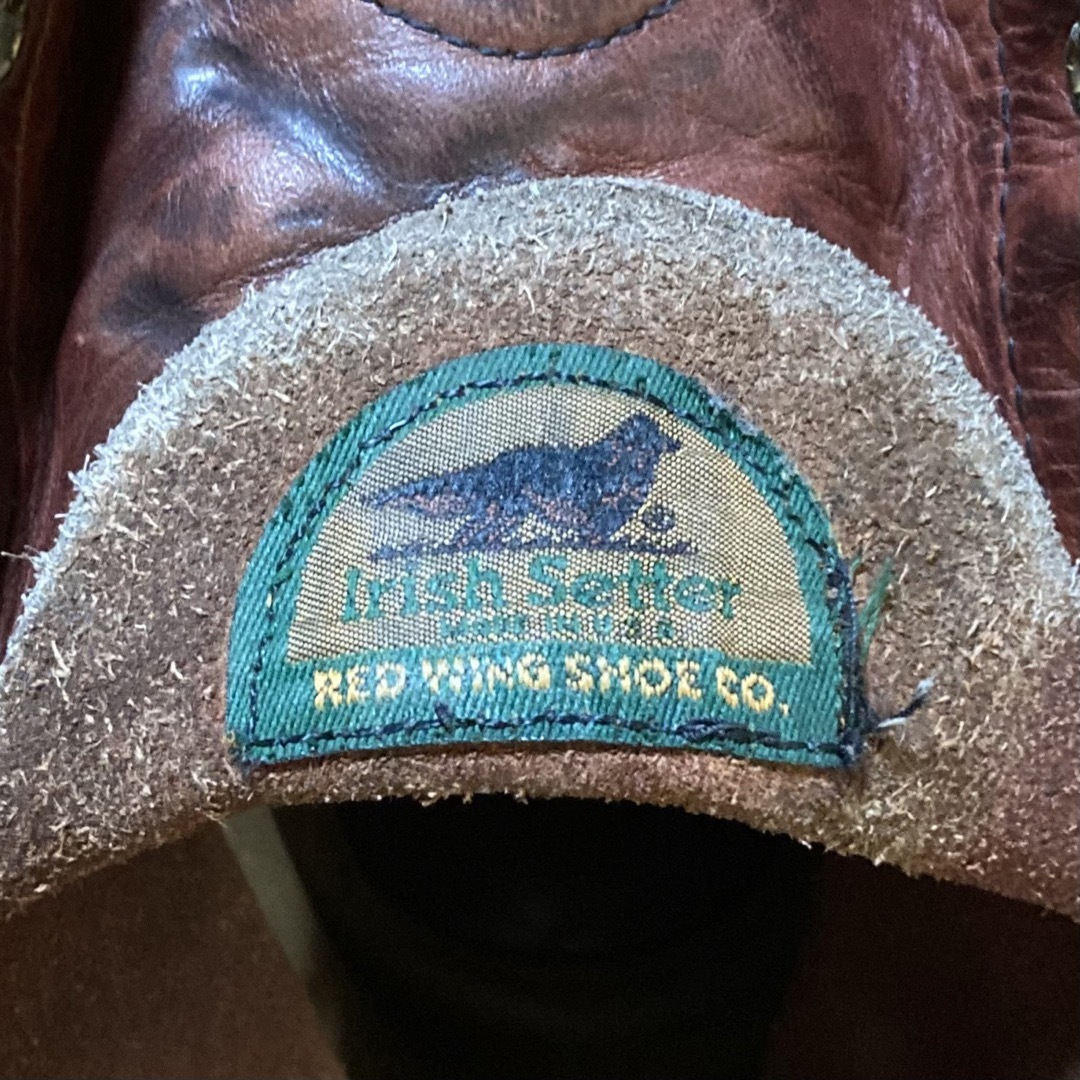 ®
Irish Setter
MADE IN U.S.A
RED WING SHOE CO.